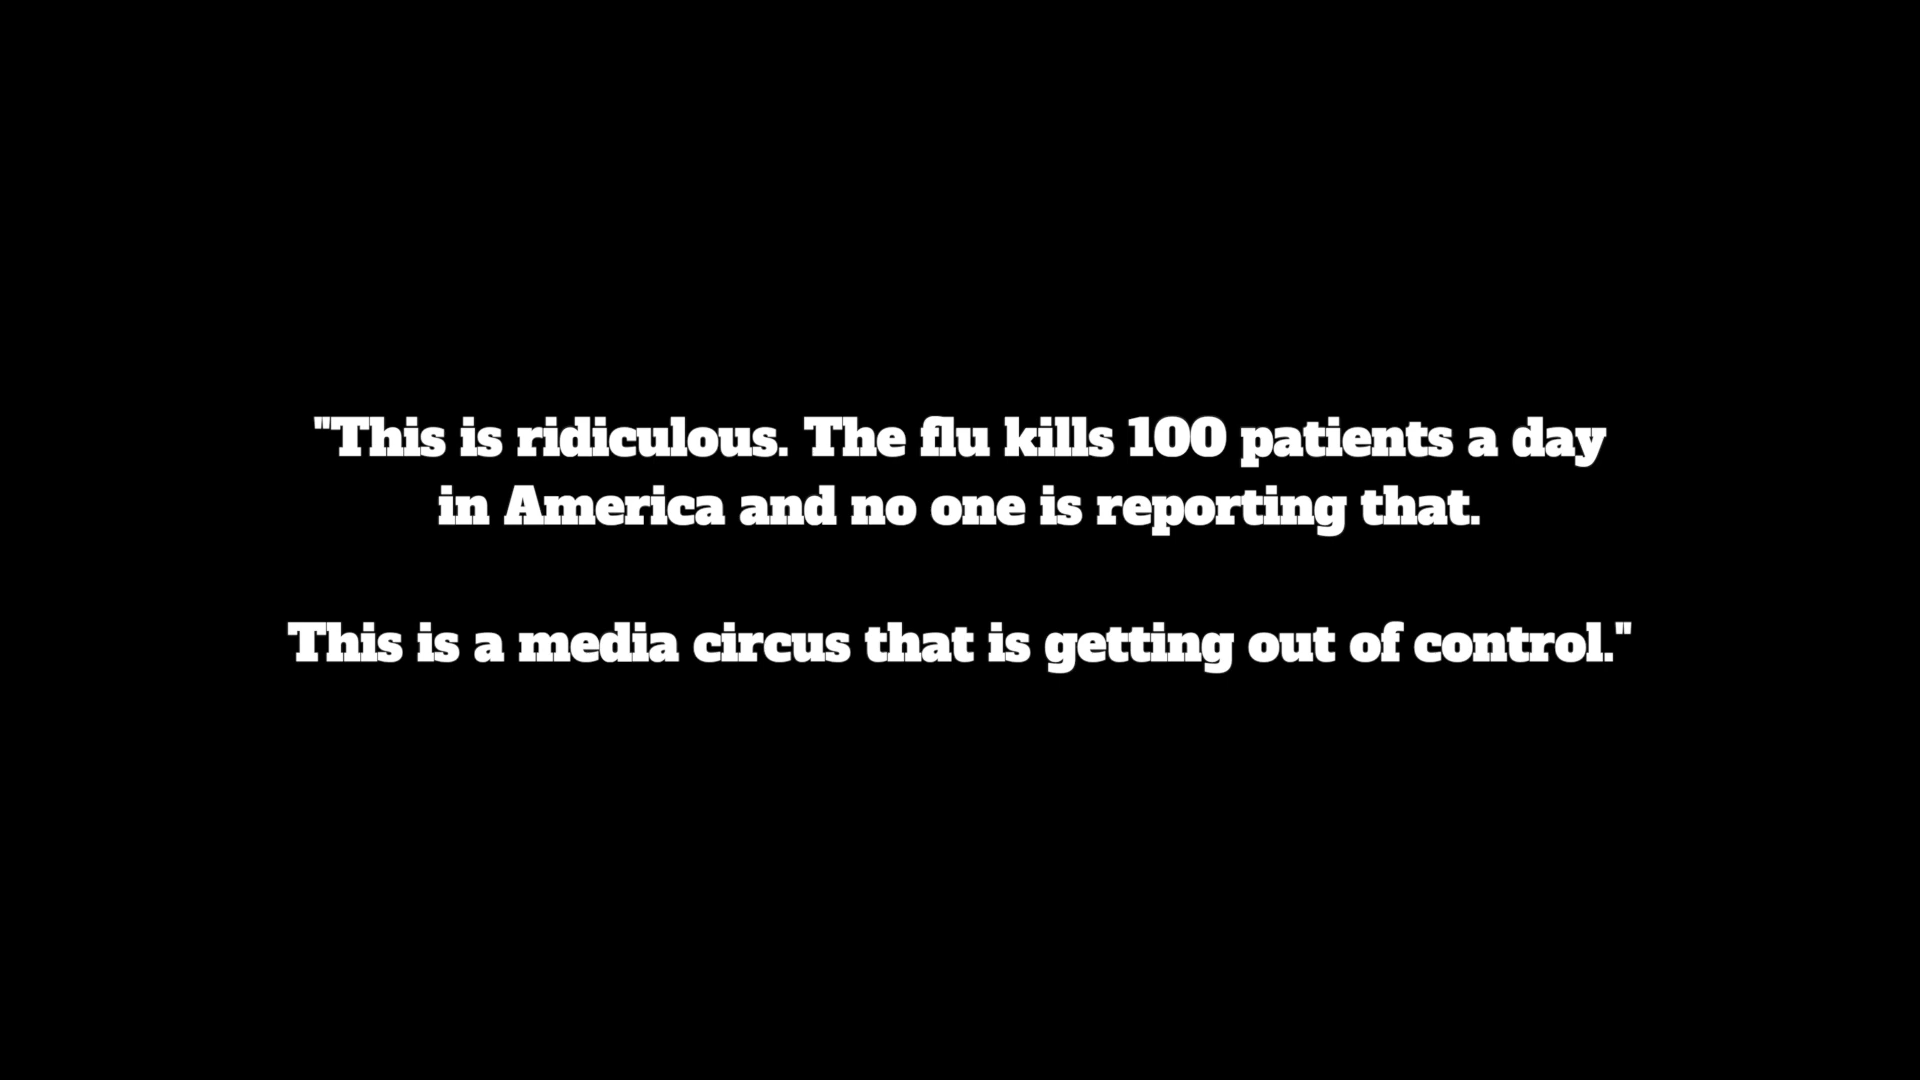 "This is ridiculous. The flu kills 100 patients a day
in America and no one is reporting that.
This is a media circus that is getting out of control."